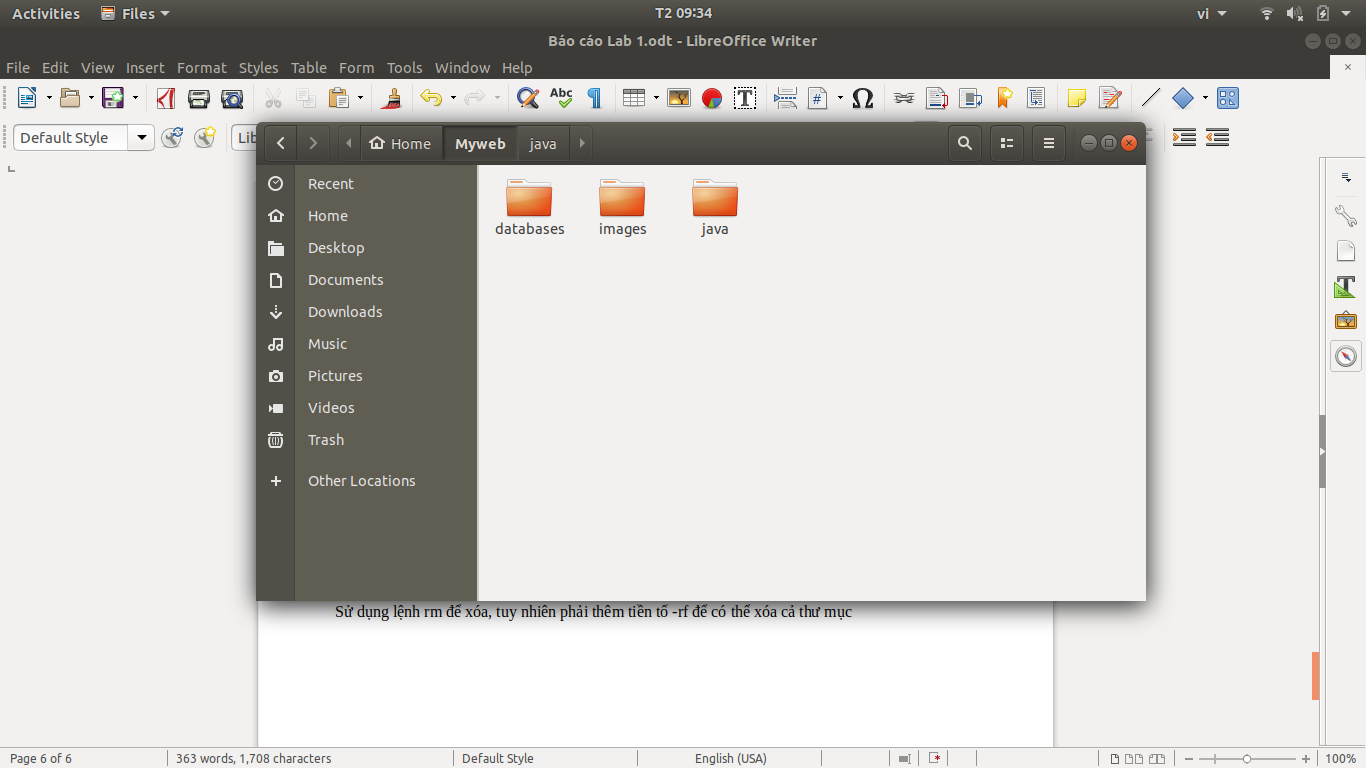 Activities Files T2 09:34 vi
Báo cáo Lab 1.odt - LibreOffice Writer
File Edit View Insert Format Styles Table Form Tools Window Help
Abc
Default Style Lib
Home Myweb java
Recent
Home
Desktop
Documents
Downloads
Music
Pictures
Videos
Trash
Other Locations
databases images java
Sử dụng lệnh rm để xóa, tuy nhiên phải thêm tiền tố -rf để có thể xóa cả thư mục
Page 6 of 6 363 words, 1,708 characters Default Style English (USA) 100%